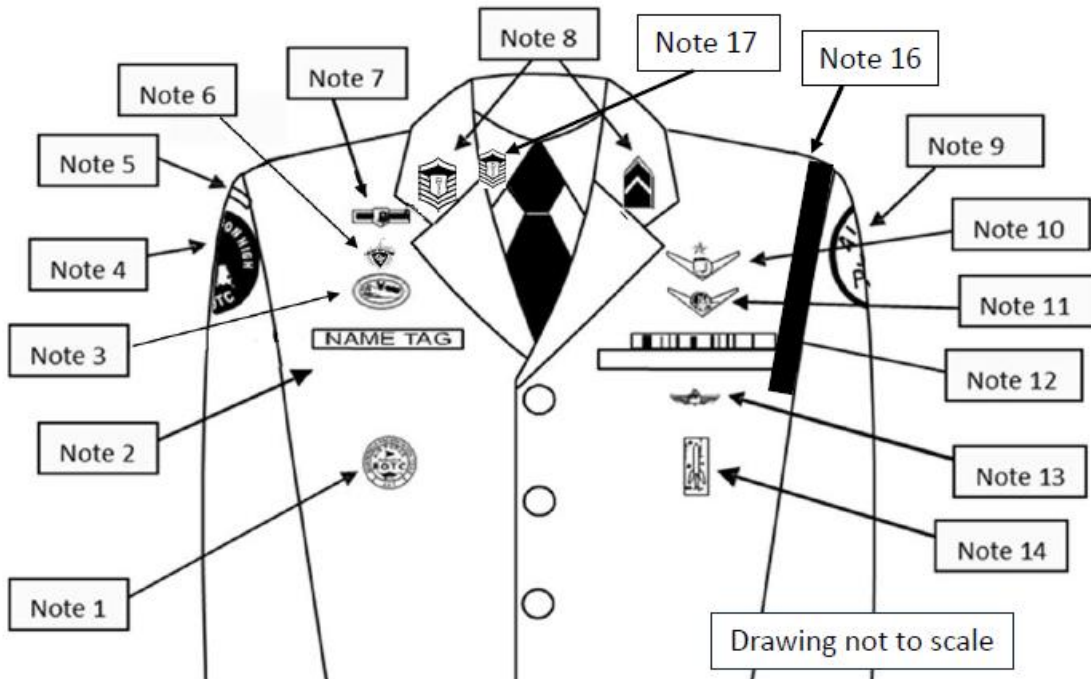 Note 8
Note 17
Note 7
Note 16
Note 6
Note 9
Note 5
Note 4
Note 10
Note 3
NAME TAG
Note 11
Note 12
Note 2
Note 13
ROTC
Note 14
Note 1
Drawing not to scale